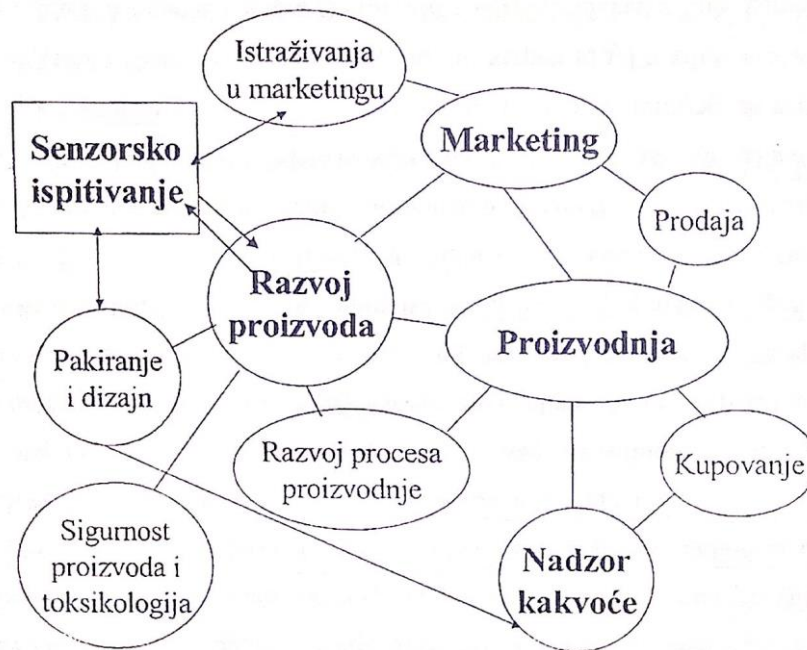 Istraživanja
u marketingu
Senzorsko
ispitivanje
Marketing
Prodaja
Razvoj
proizvoda
Proizvodnja
Pakiranje
i dizajn
Razvoj procesa
proizvodnje
Kupovanje
Sigurnost
proizvoda i
toksikologija
Nadzor
kakvoće